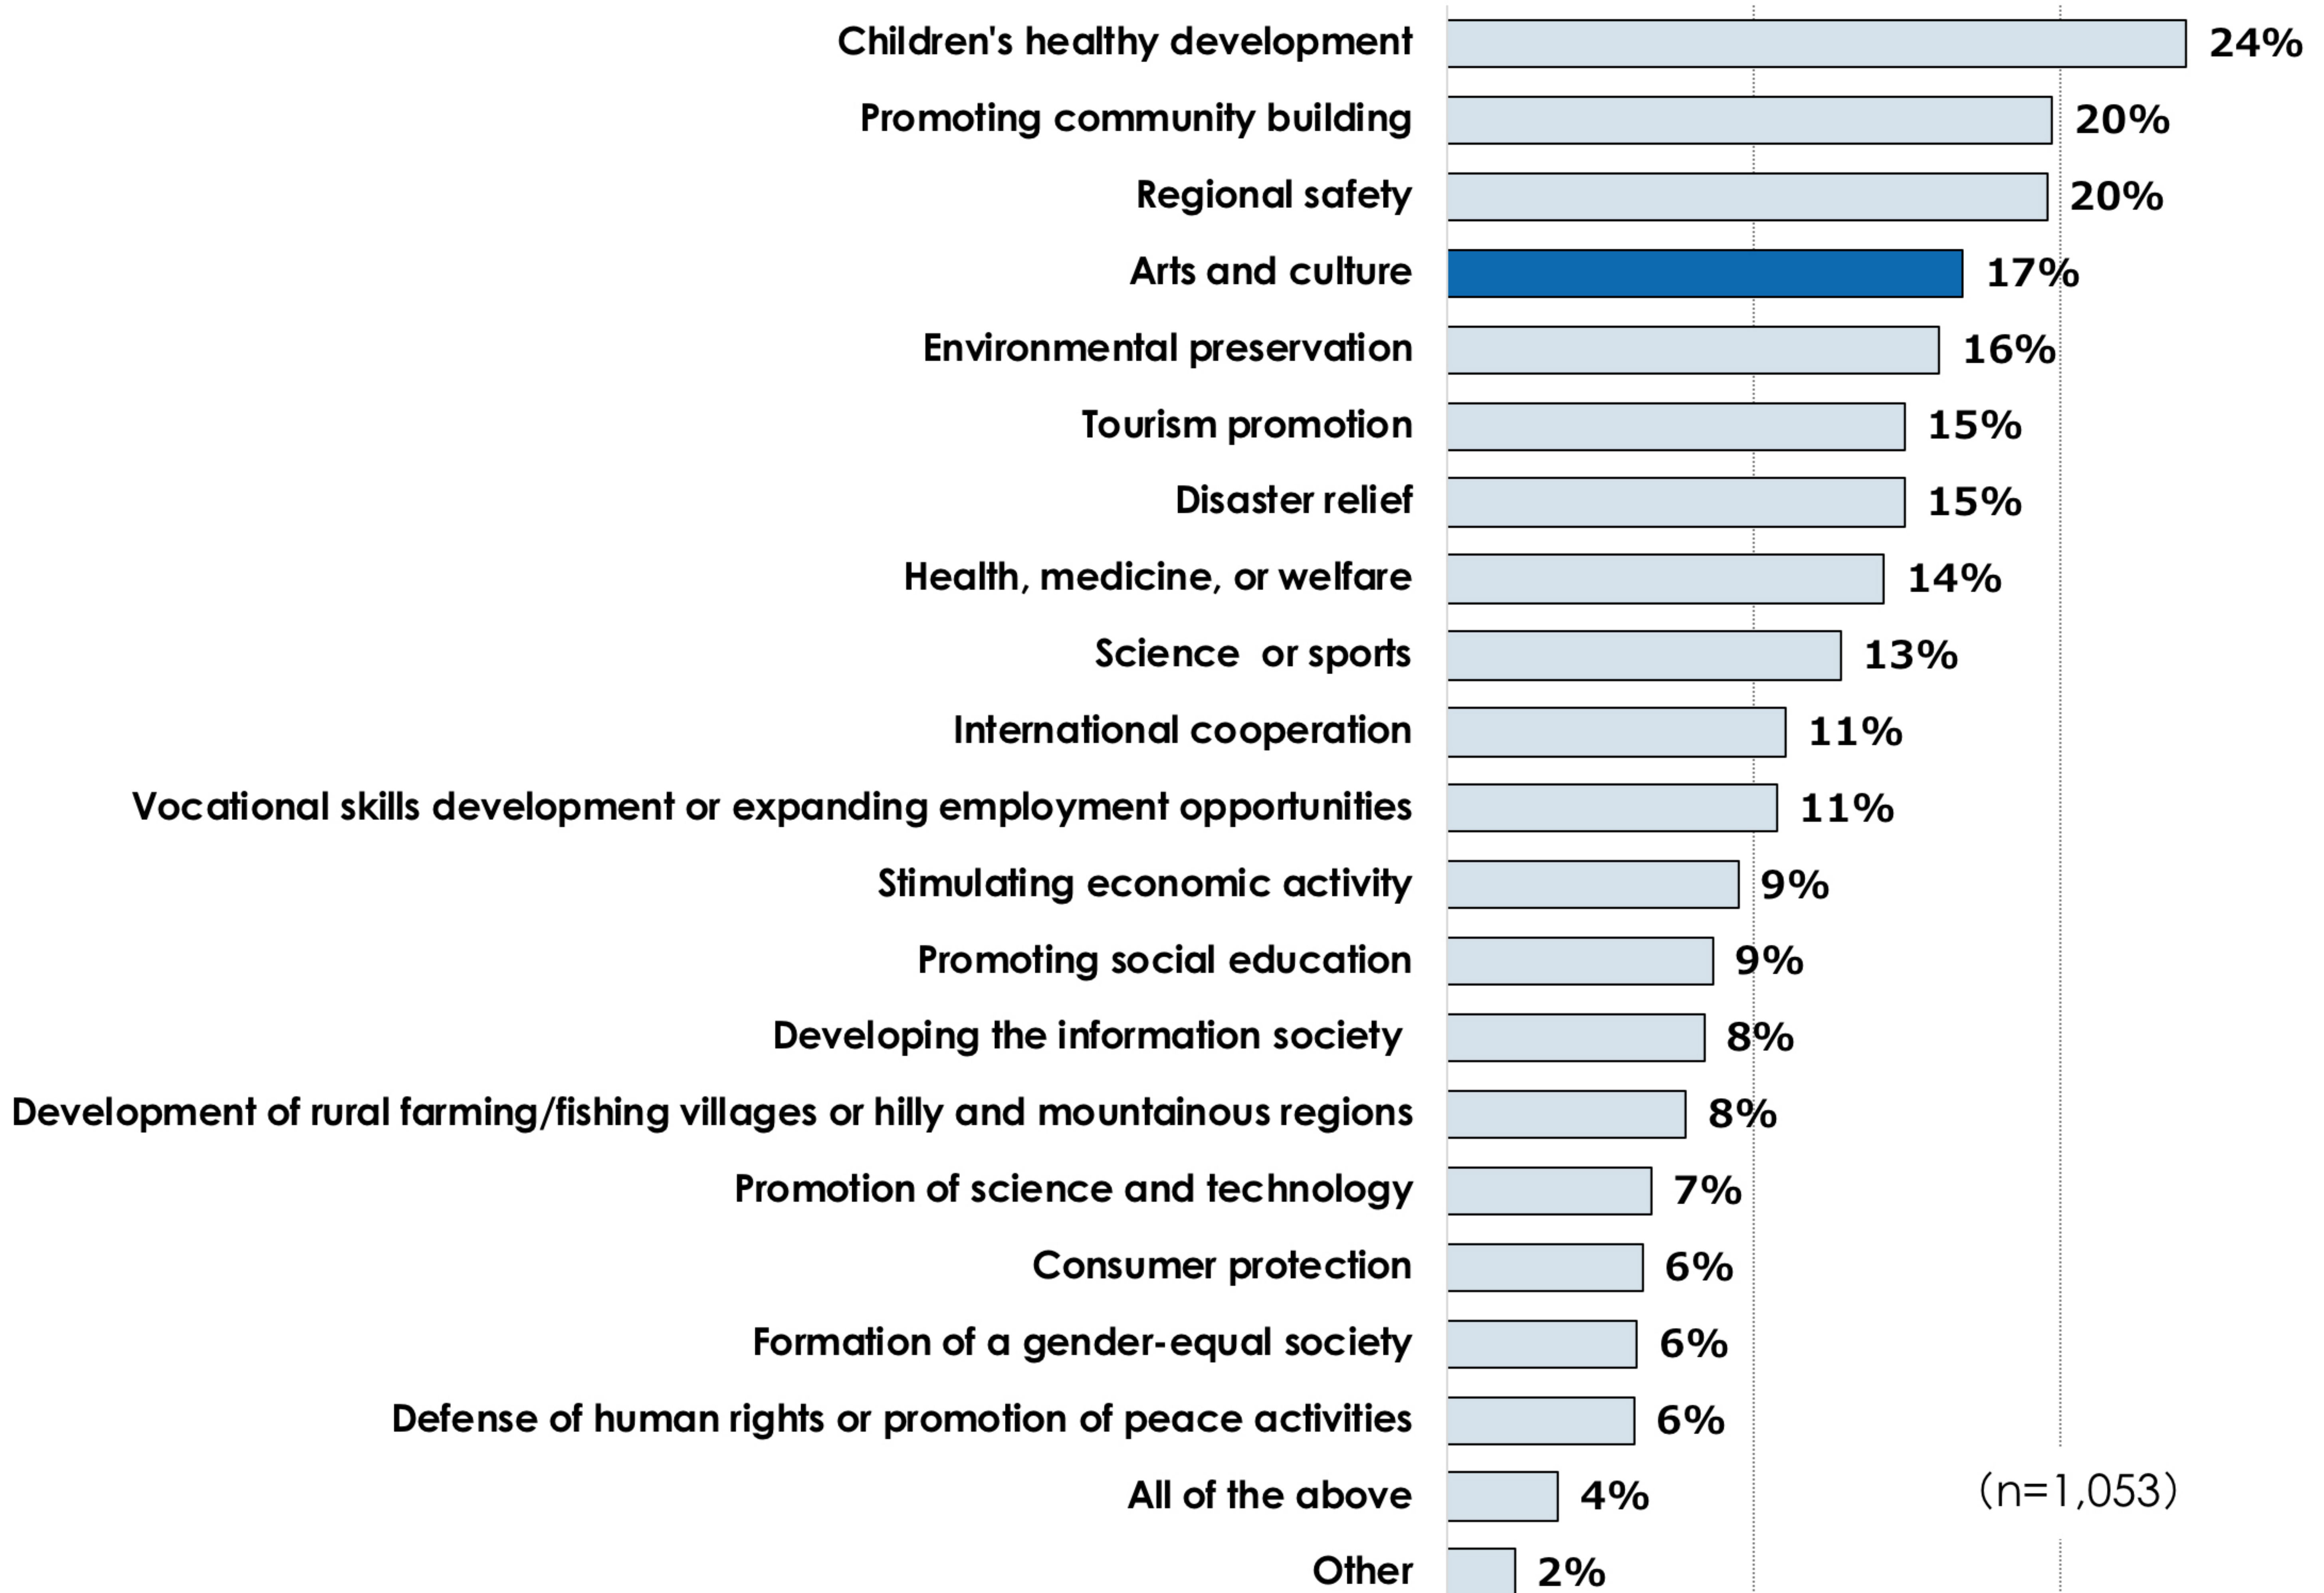 Children's healthy development 24%
Promoting community building 20%
Regional safety 20%
Arts and culture 17%
Environmental preservation 16%
Tourism promotion 15%
Disaster relief 15%
Health, medicine, or welfare 14%
Science or sports 13%
International cooperation 11%
Vocational skills development or expanding employment opportunities 11%
Stimulating economic activity 9%
Promoting social education 9%
Developing the information society 8%
Development of rural farming/fishing villages or hilly and mountainous regions 8%
Promotion of science and technology 7%
Consumer protection 6%
Formation of a gender-equal society 6%
Defense of human rights or promotion of peace activities 6%
All of the above 4% （n=1,053）
Other 2%